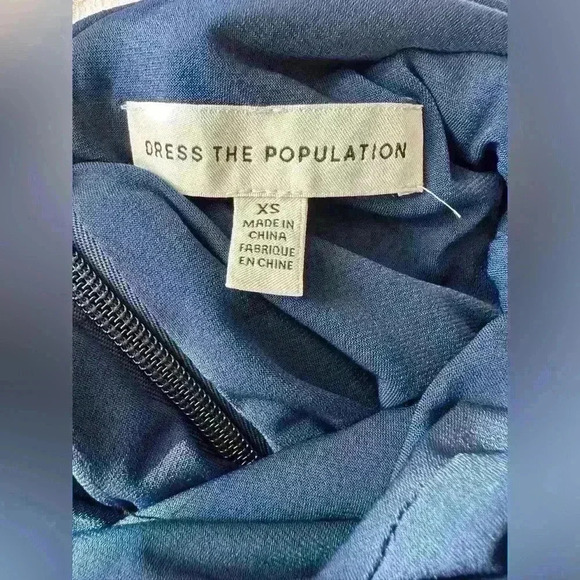 DRESS THE POPULATION
XS
MADE IN
CHINA
FABRIQUE
EN CHINE